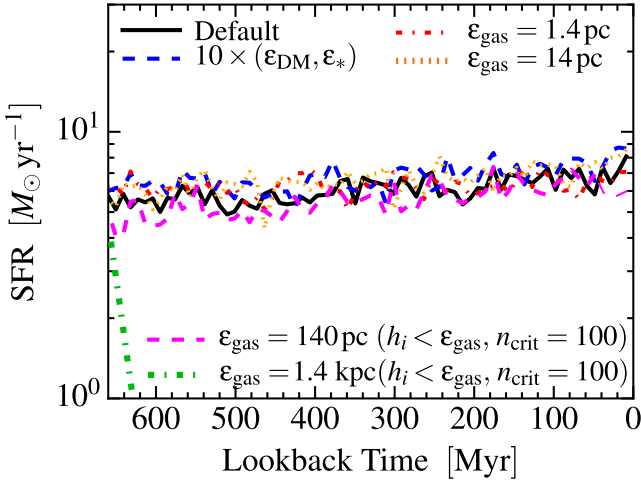 Default
10 × (ε_DM, ε_*)
ε_gas = 1.4 pc
ε_gas = 14 pc
10^1
SFR [M_⊙ yr^−1]
ε_gas = 140 pc (h_i < ε_gas, n_crit = 100)
ε_gas = 1.4 kpc(h_i < ε_gas, n_crit = 100)
10^0
600 500 400 300 200 100 0
Lookback Time [Myr]